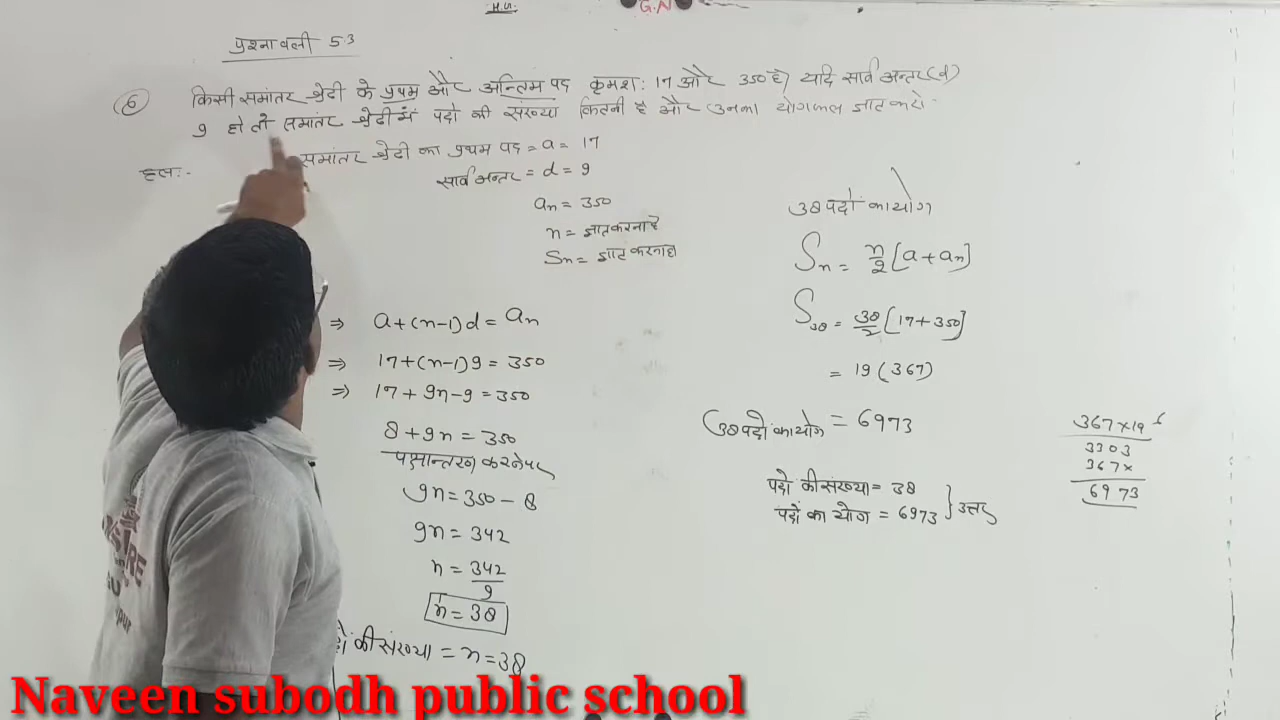 H.W.
G.N
प्रश्नावली 5.3
(6) किसी समांतर श्रेढी के प्रथम और अन्तिम पद क्रमश: 17 और 350 है। यदि सार्व अन्तर (d)
9 हो तो समांतर श्रेढी में पदो की संख्या कितनी है और उनका योगफल ज्ञात करो -
हल:-
समांतर श्रेढी का प्रथम पद = a = 17
सार्व अन्तर = d = 9
an = 350
n = ज्ञात करना है
Sn = ज्ञात करना है
⇒ a+(n-1)d = an
⇒ 17+(n-1)9 = 350
⇒ 17+9n-9 = 350
8+9n = 350
पक्षान्तरण करने पर
9n = 350-8
9n = 342
n = 342/9
n = 38
की संख्या = n = 38
38 पदो का योग
Sn = n/2 [a+an]
S38 = 38/2 [17+350]
= 19 (367)
38 पदो का योग = 6973
पदो की संख्या = 38
पदों का योग = 6973 } उत्तर
367×19
3303
367×
6973
Naveen subodh public school